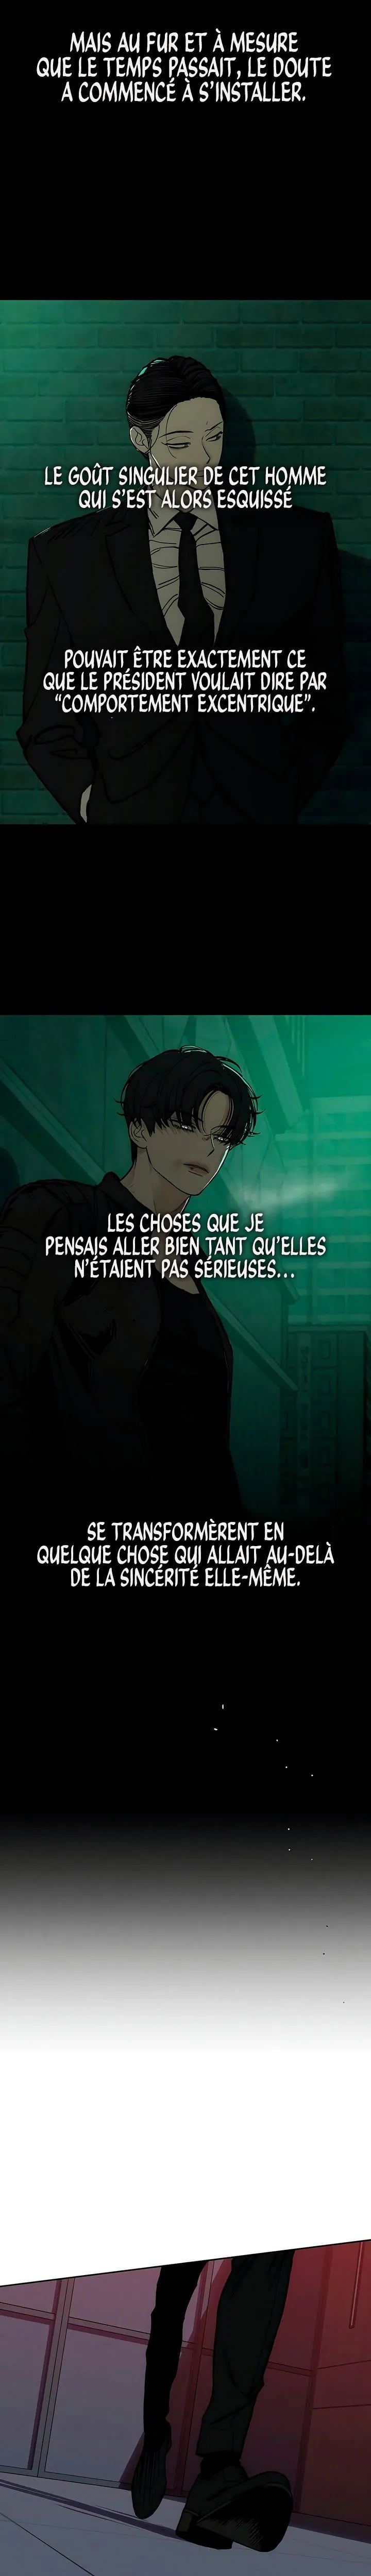 MAIS AU FUR ET À MESURE
QUE LE TEMPS PASSAIT, LE DOUTE
A COMMENCÉ À S'INSTALLER.
LE GOÛT SINGULIER DE CET HOMME
QUI S'EST ALORS ESQUISSÉ
POUVAIT ÊTRE EXACTEMENT CE
QUE LE PRÉSIDENT VOULAIT DIRE PAR
"COMPORTEMENT EXCENTRIQUE".
LES CHOSES QUE JE
PENSAIS ALLER BIEN TANT QU'ELLES
N'ÉTAIENT PAS SÉRIEUSES...
SE TRANSFORMÈRENT EN
QUELQUE CHOSE QUI ALLAIT AU-DELÀ
DE LA SINCÉRITÉ ELLE-MÊME.